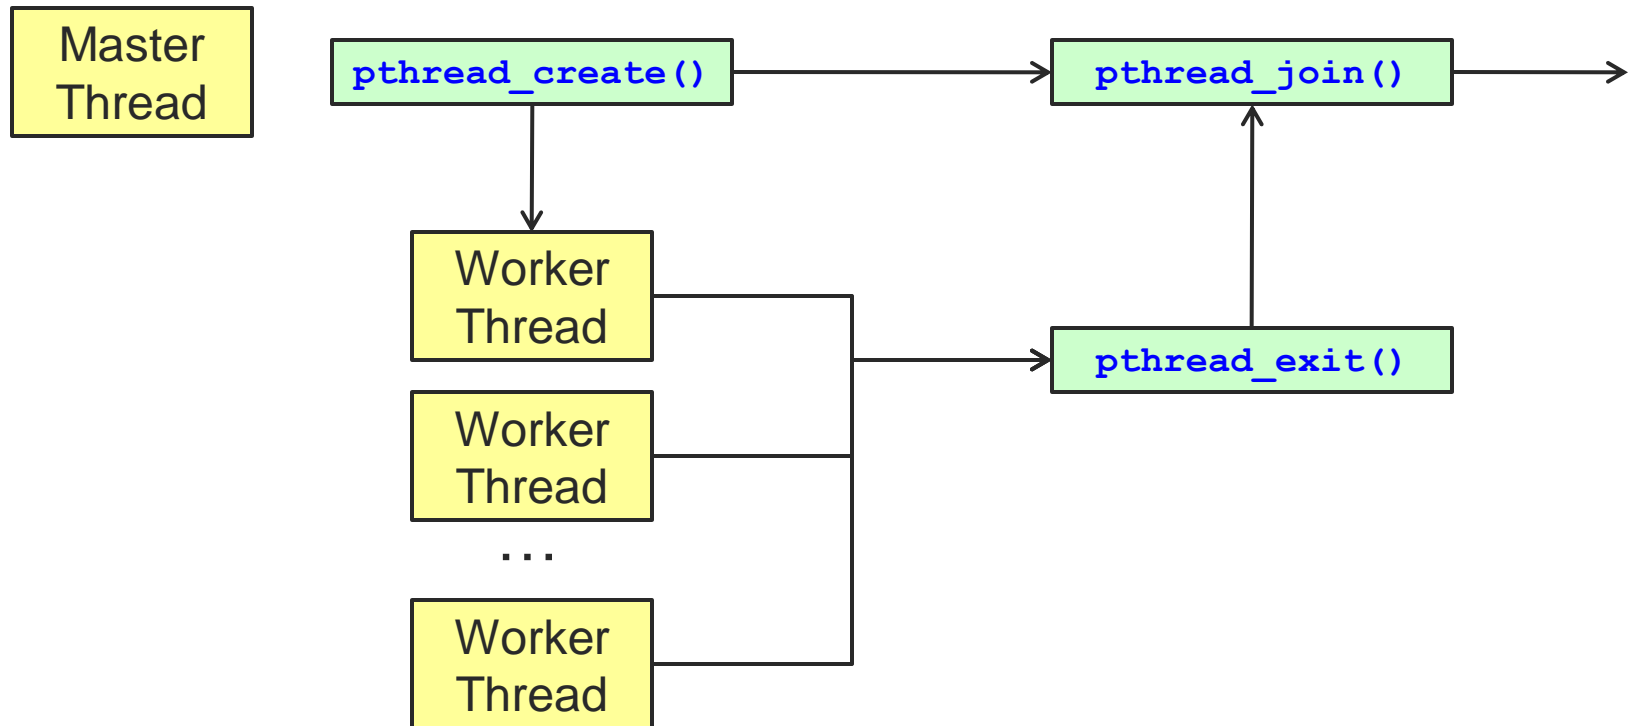 Master
Thread
pthread_create()
pthread_join()
Worker
Thread
pthread_exit()
Worker
Thread
...
Worker
Thread